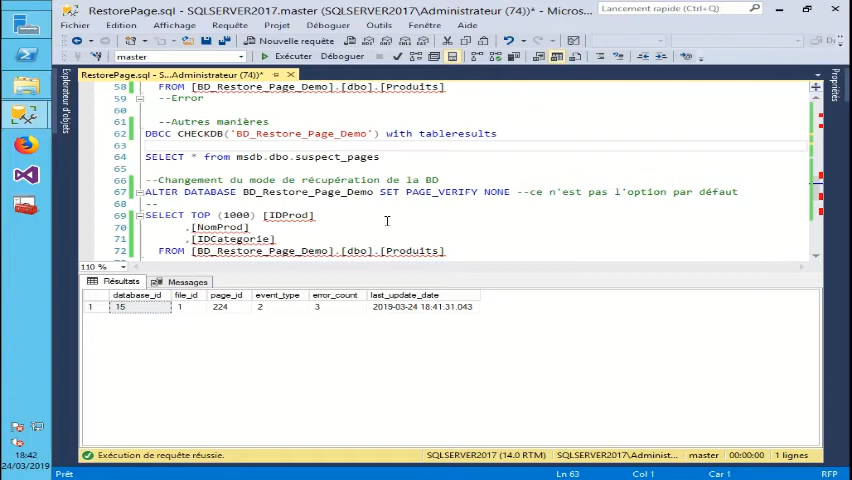 RestorePage.sql - SQLSERVER2017.master (SQLSERVER2017\Administrateur (74))* - Micros...
Lancement rapide (Ctrl+Q)
Fichier Edition Affichage Requête Projet Déboguer Outils Fenêtre Aide
Nouvelle requête
master Exécuter Déboguer
Explorateur d'objets
RestorePage.sql - S...Administrateur (74))*
Propriétés
58 FROM [BD_Restore_Page_Demo].[dbo].[Produits]
59 --Error
60
61 --Autres manières
62 DBCC CHECKDB('BD_Restore_Page_Demo') with tableresults
63
64 SELECT * from msdb.dbo.suspect_pages
65
66 --Changement du mode de récupération de la BD
67 ALTER DATABASE BD_Restore_Page_Demo SET PAGE_VERIFY NONE --ce n'est pas l'option par défaut
68 --
69 SELECT TOP (1000) [IDProd]
70 ,[NomProd]
71 ,[IDCategorie]
72 FROM [BD_Restore_Page_Demo].[dbo].[Produits]
110 %
Résultats Messages
database_id file_id page_id event_type error_count last_update_date
1 15 1 224 2 3 2019-03-24 18:41:31.043
Exécution de requête réussie. SQLSERVER2017 (14.0 RTM) SQLSERVER2017\Administ... master 00:00:00 1 lignes
Prêt Ln 63 Col 1 Car 1 RFP
18:42
24/03/2019